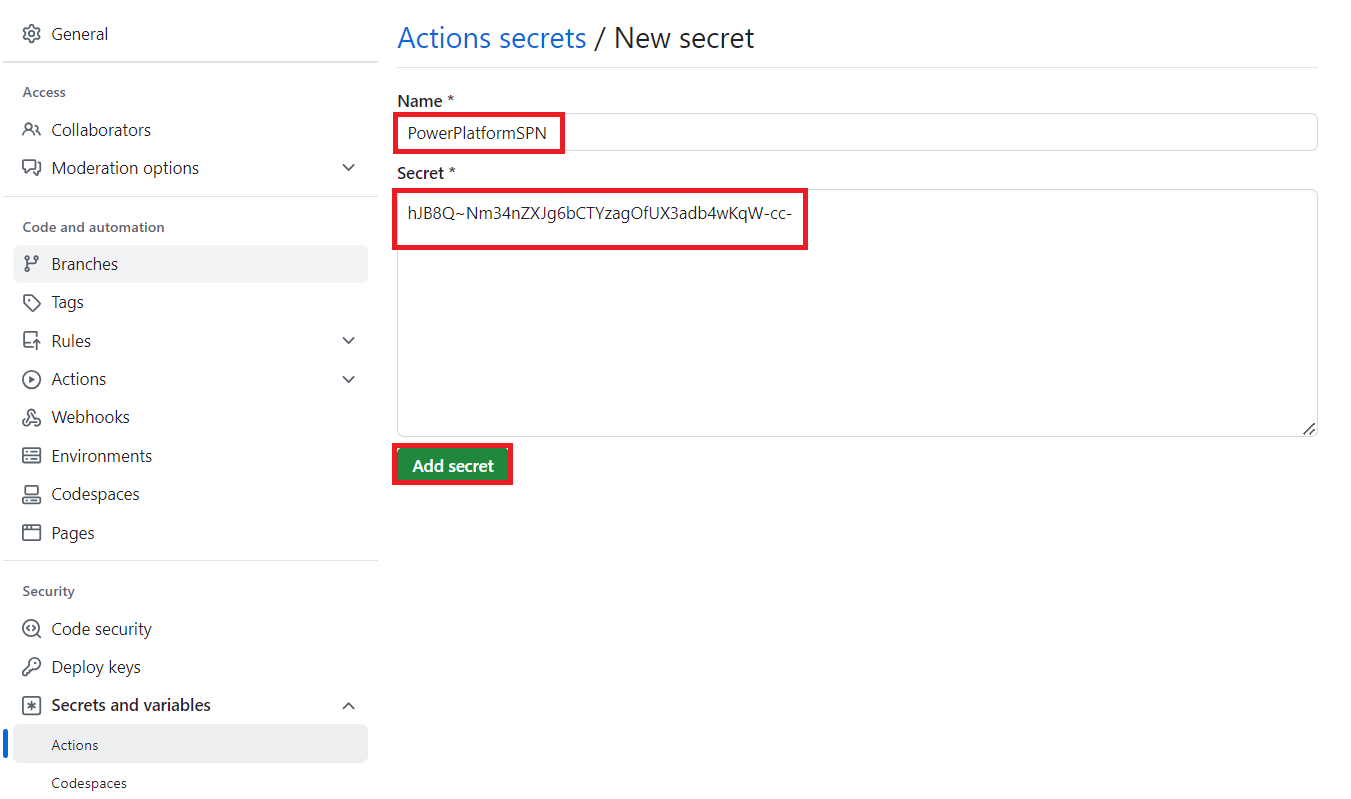 General
Access
Collaborators
Moderation options
Code and automation
Branches
Tags
Rules
Actions
Webhooks
Environments
Codespaces
Pages
Security
Code security
Deploy keys
Secrets and variables
Actions
Codespaces
Actions secrets / New secret
Name *
PowerPlatformSPN
Secret *
hJB8Q~Nm34nZXJg6bCTYzagOfUX3adb4wKqW-cc-
Add secret